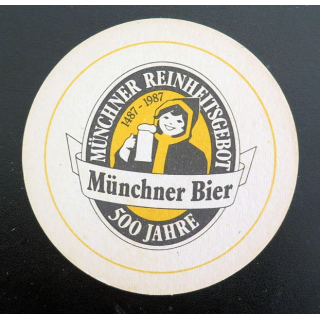 MÜNCHNER REINHEITSGEBOT
1487-1987
Münchner Bier
500 JAHRE